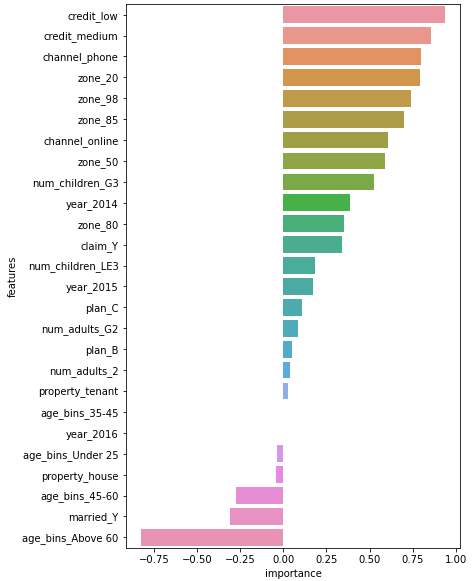 credit_low
credit_medium
channel_phone
zone_20
zone_98
zone_85
channel_online
zone_50
num_children_G3
year_2014
zone_80
claim_Y
num_children_LE3
year_2015
plan_C
num_adults_G2
plan_B
num_adults_2
property_tenant
age_bins_35-45
year_2016
age_bins_Under 25
property_house
age_bins_45-60
married_Y
age_bins_Above 60
features
−0.75 −0.50 −0.25 0.00 0.25 0.50 0.75 1.00
importance